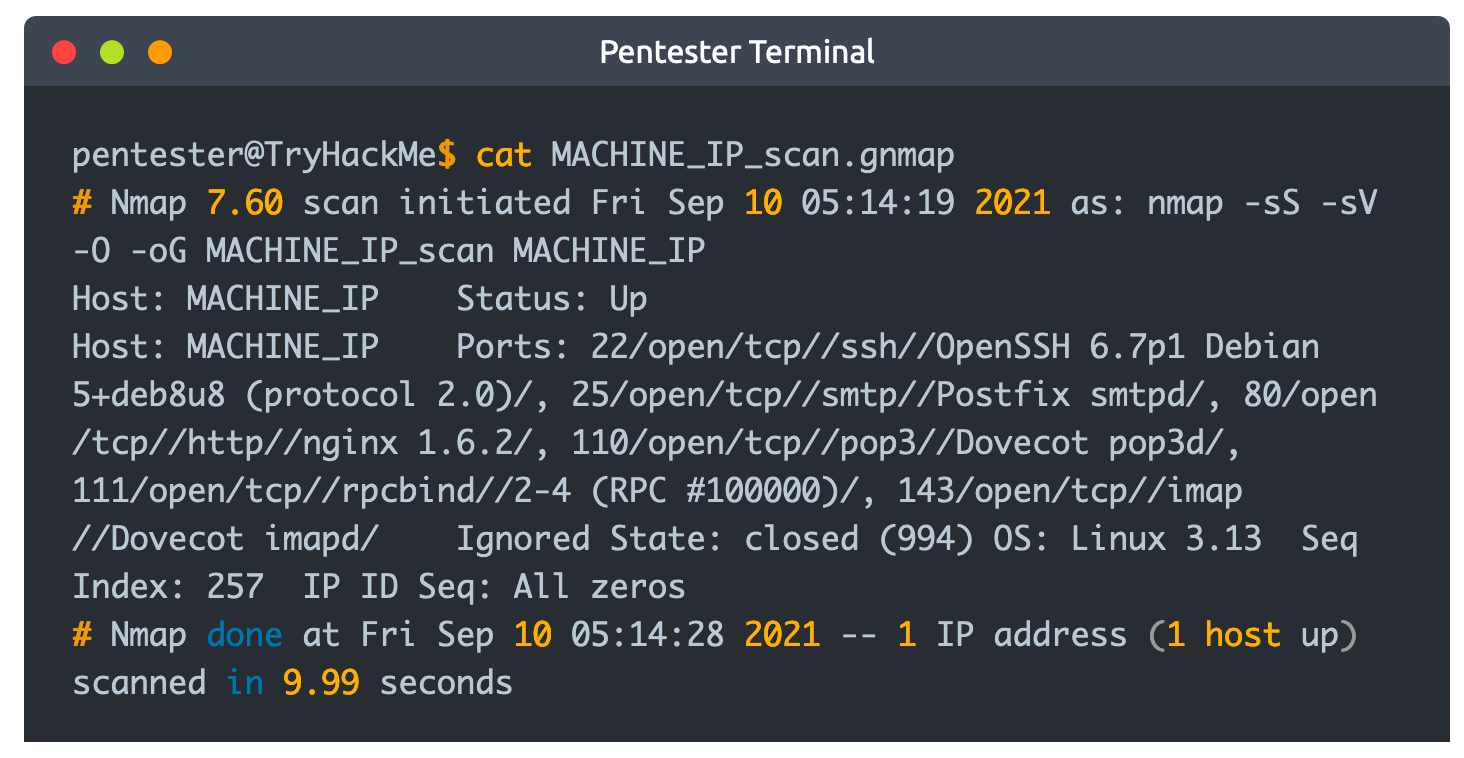 Pentester Terminal
pentester@TryHackMe$ cat MACHINE_IP_scan.gnmap
# Nmap 7.60 scan initiated Fri Sep 10 05:14:19 2021 as: nmap -sS -sV
-O -oG MACHINE_IP_scan MACHINE_IP
Host: MACHINE_IP    Status: Up
Host: MACHINE_IP    Ports: 22/open/tcp//ssh//OpenSSH 6.7p1 Debian
5+deb8u8 (protocol 2.0)/, 25/open/tcp//smtp//Postfix smtpd/, 80/open
/tcp//http//nginx 1.6.2/, 110/open/tcp//pop3//Dovecot pop3d/,
111/open/tcp//rpcbind//2-4 (RPC #100000)/, 143/open/tcp//imap
//Dovecot imapd/    Ignored State: closed (994) OS: Linux 3.13  Seq
Index: 257  IP ID Seq: All zeros
# Nmap done at Fri Sep 10 05:14:28 2021 -- 1 IP address (1 host up)
scanned in 9.99 seconds